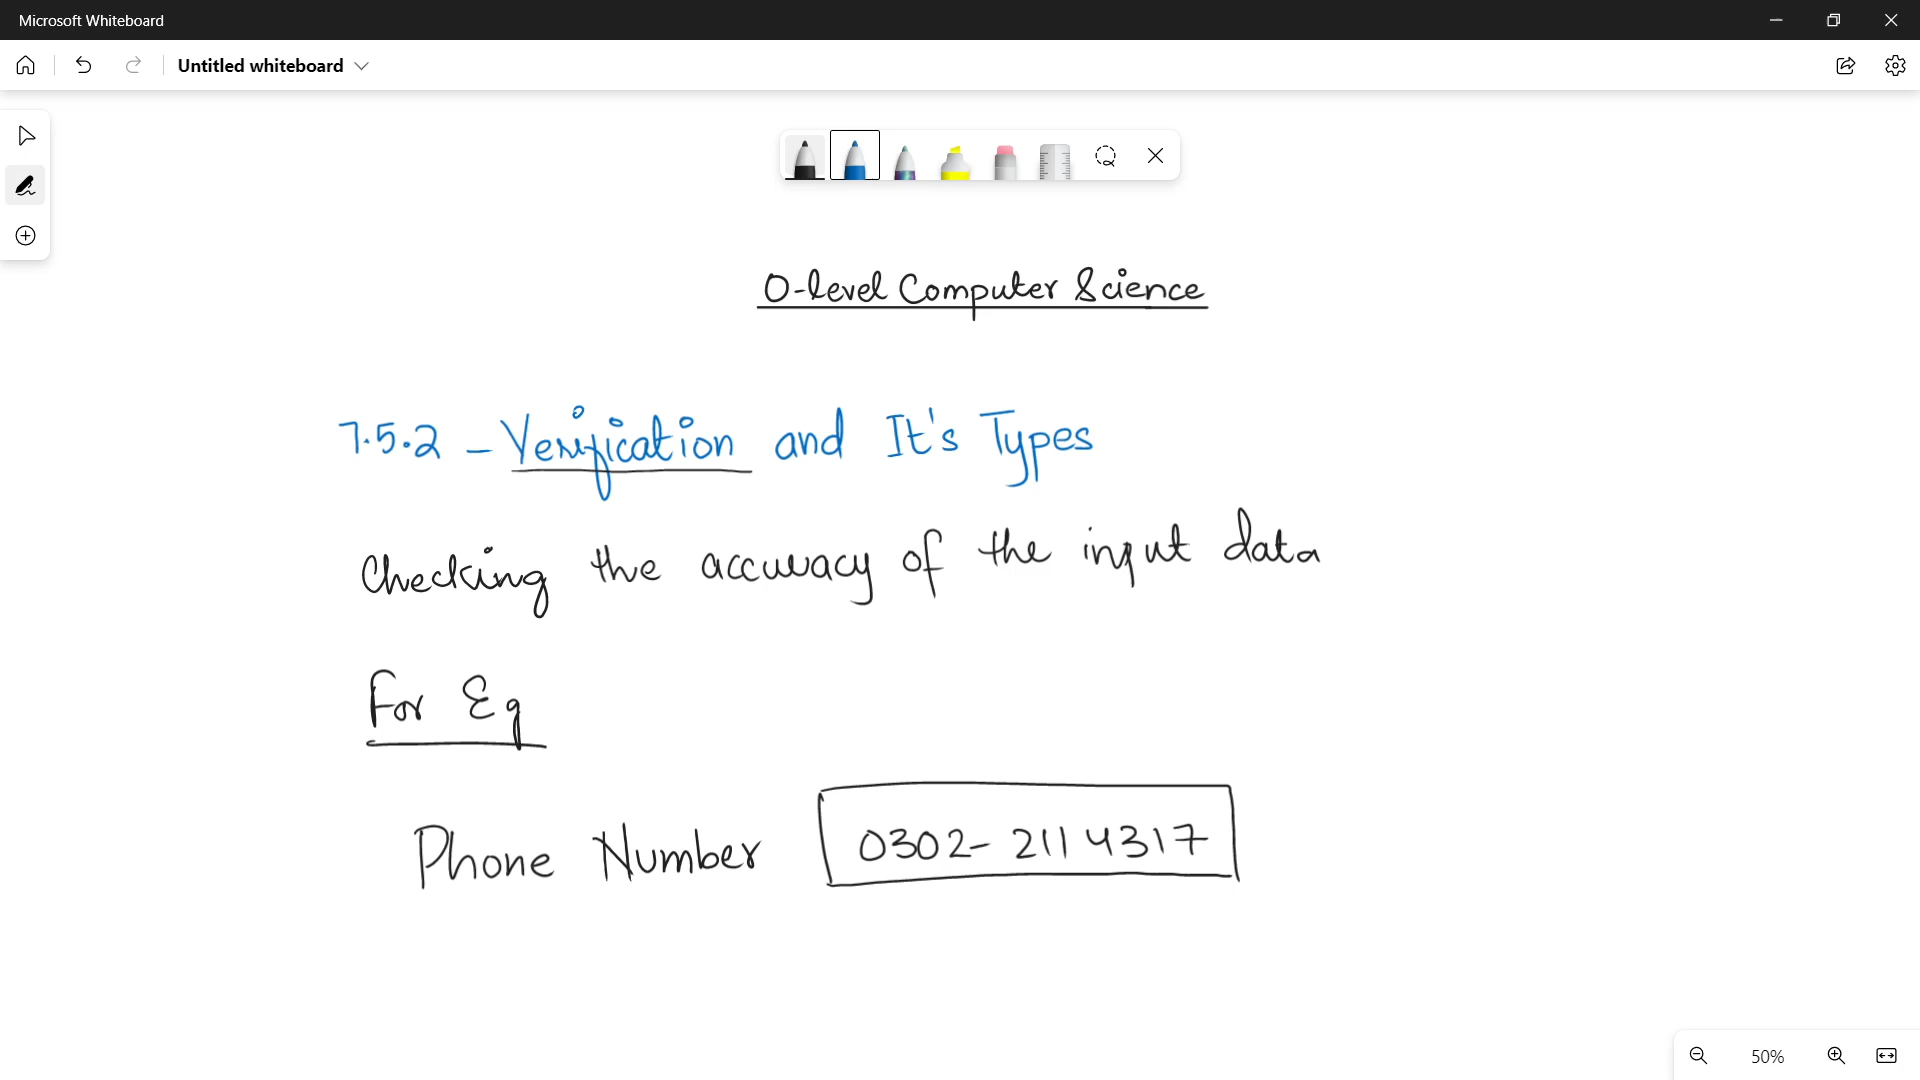 Microsoft Whiteboard
Untitled whiteboard
O-level Computer Science
7.5.2 - Verification and It's Types
Checking the accuracy of the input data
For Eg
Phone Number 0302- 2114317
50%